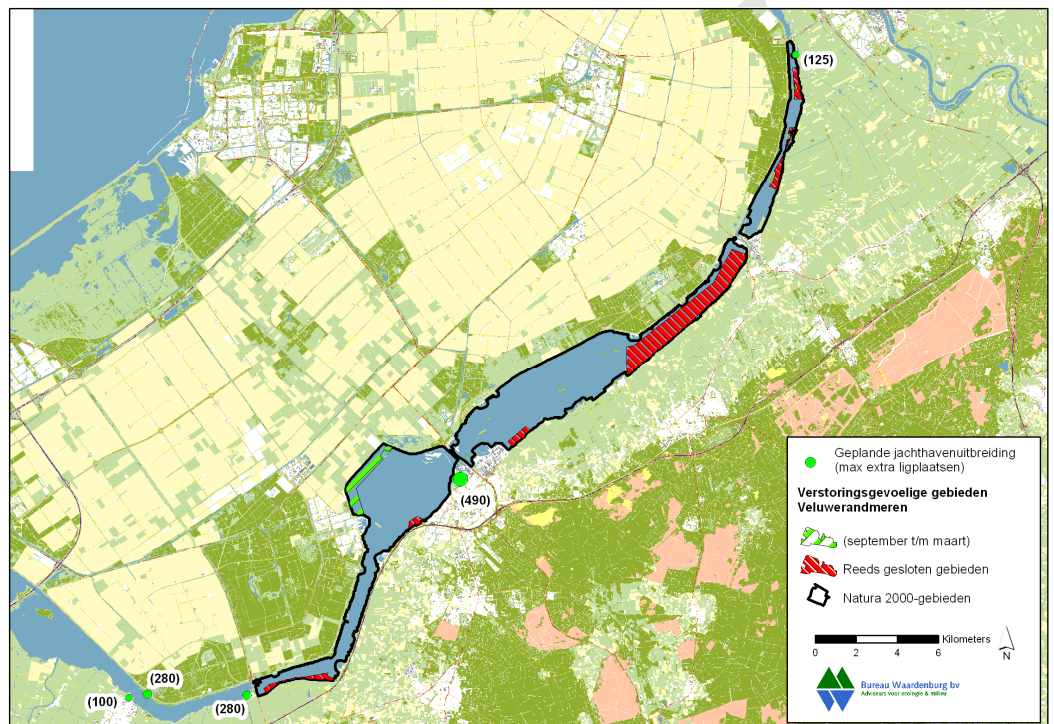 (125)
(490)
(280)
(280)
(100)
Geplande jachthavenuitbreiding
(max extra ligplaatsen)
Verstoringsgevoelige gebieden
Veluwerandmeren
(september t/m maart)
Reeds gesloten gebieden
Natura 2000-gebieden
0 2 4 6 Kilometers
N
Bureau Waardenburg bv
Adviseurs voor ecologie & milieu